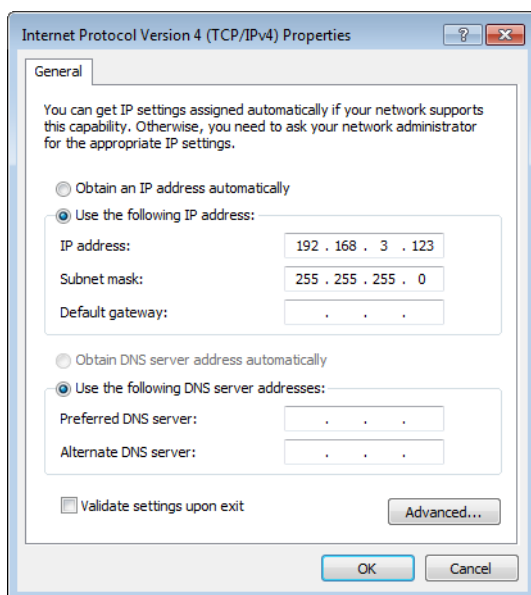 Internet Protocol Version 4 (TCP/IPv4) Properties
?
General
You can get IP settings assigned automatically if your network supports
this capability. Otherwise, you need to ask your network administrator
for the appropriate IP settings.
Obtain an IP address automatically
Use the following IP address:
IP address: 192 . 168 . 3 . 123
Subnet mask: 255 . 255 . 255 . 0
Default gateway: . . .
Obtain DNS server address automatically
Use the following DNS server addresses:
Preferred DNS server: . . .
Alternate DNS server: . . .
Validate settings upon exit
Advanced...
OK Cancel